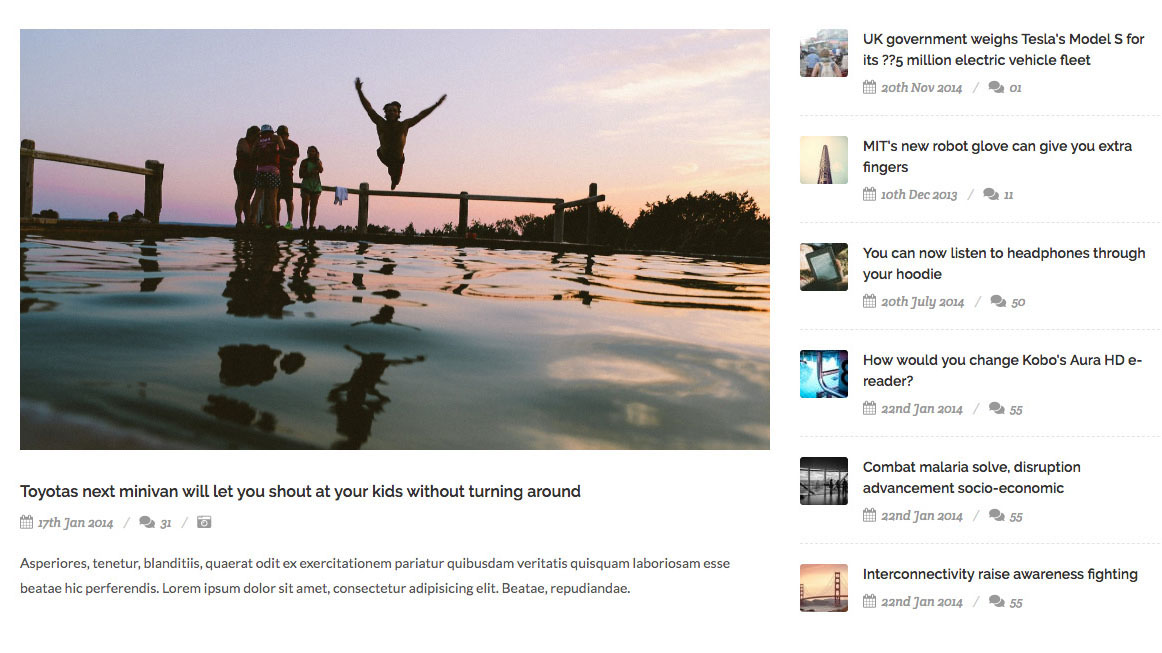 Toyotas next minivan will let you shout at your kids without turning around
17th Jan 2014 / 31 /
Asperiores, tenetur, blanditiis, quaerat odit ex exercitationem pariatur quibusdam veritatis quisquam laboriosam esse
beatae hic perferendis. Lorem ipsum dolor sit amet, consectetur adipisicing elit. Beatae, repudiandae.
UK government weighs Tesla's Model S for
its ??5 million electric vehicle fleet
20th Nov 2014 / 01
MIT's new robot glove can give you extra
fingers
10th Dec 2013 / 11
You can now listen to headphones through
your hoodie
20th July 2014 / 50
How would you change Kobo's Aura HD e-
reader?
22nd Jan 2014 / 55
Combat malaria solve, disruption
advancement socio-economic
22nd Jan 2014 / 55
Interconnectivity raise awareness fighting
22nd Jan 2014 / 55